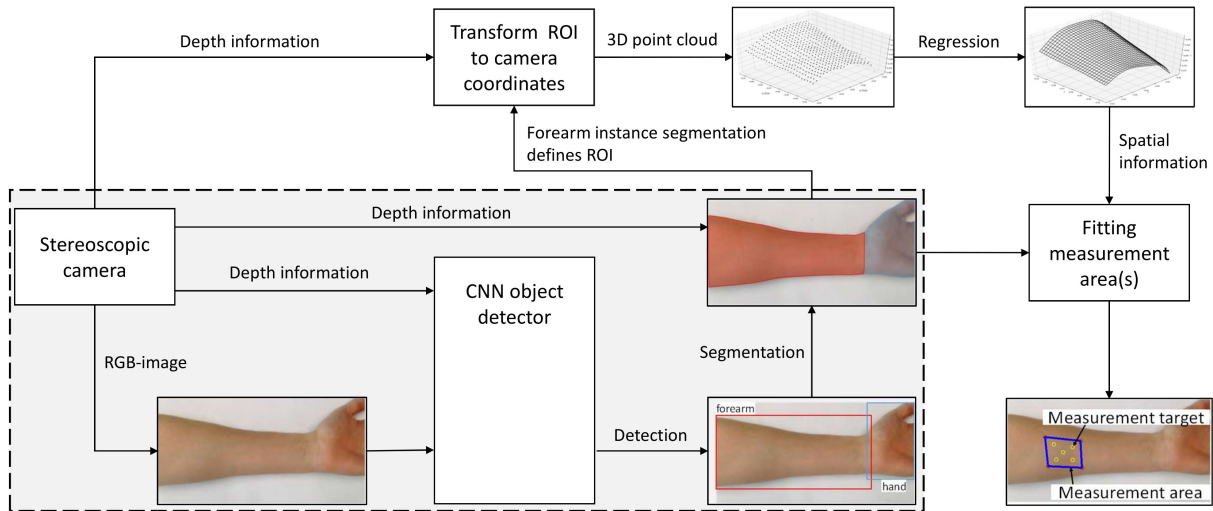 Depth information
Transform ROI
to camera
coordinates
3D point cloud
Regression
Forearm instance segmentation
defines ROI
Spatial
information
Stereoscopic
camera
Depth information
Depth information
CNN object
detector
Fitting
measurement
area(s)
RGB-image
Segmentation
Detection
forearm
hand
Measurement target
Measurement area